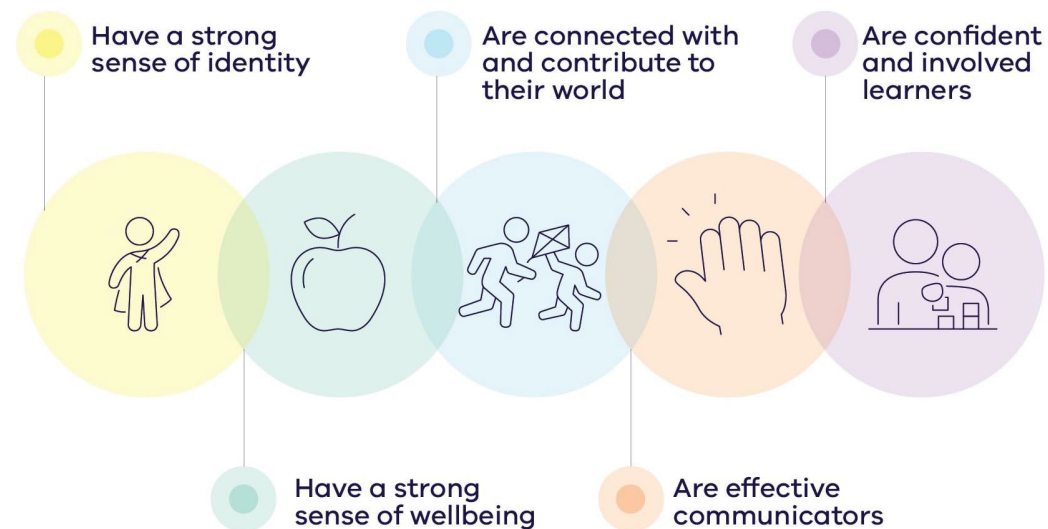 Have a strong
sense of identity
Are connected with
and contribute to
their world
Are confident
and involved
learners
Have a strong
sense of wellbeing
Are effective
communicators